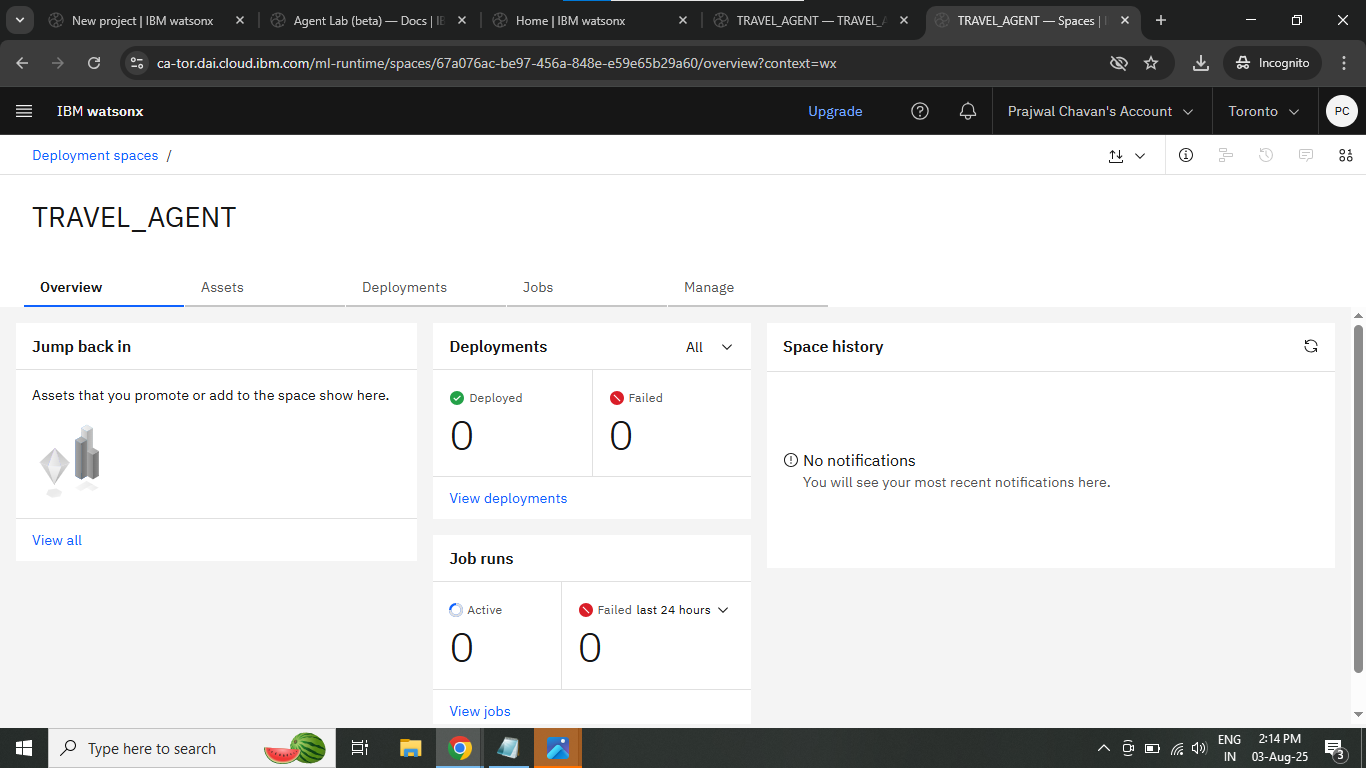 New project | IBM watsonx
Agent Lab (beta) — Docs | IB
Home | IBM watsonx
TRAVEL_AGENT — TRAVEL_A
TRAVEL_AGENT — Spaces | I
ca-tor.dai.cloud.ibm.com/ml-runtime/spaces/67a076ac-be97-456a-848e-e59e65b29a60/overview?context=wx
Incognito
IBM watsonx
Upgrade
Prajwal Chavan's Account
Toronto
PC
Deployment spaces /
TRAVEL_AGENT
Overview
Assets
Deployments
Jobs
Manage
Jump back in
Assets that you promote or add to the space show here.
View all
Deployments
All
Deployed
0
Failed
0
View deployments
Job runs
Active
0
Failed last 24 hours
0
View jobs
Space history
No notifications
You will see your most recent notifications here.
Type here to search
ENG
IN
2:14 PM
03-Aug-25
3